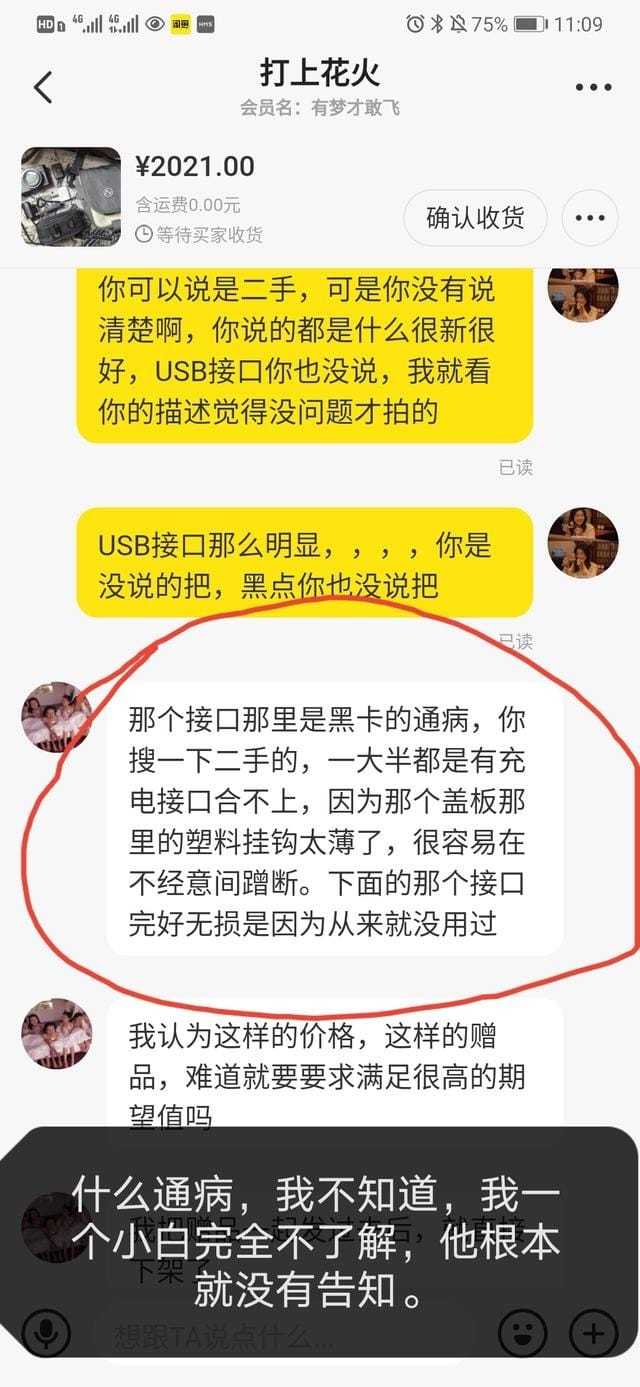 HD 1 4G 4G 闲鱼 HMS 75% 11:09
打上花火
会员名：有梦才敢飞
¥2021.00
含运费0.00元
等待买家收货
确认收货
你可以说是二手，可是你没有说
清楚啊，你说的都是什么很新很
好，USB接口你也没说，我就看
你的描述觉得没问题才拍的
已读
USB接口那么明显，，，，你是
没说的把，黑点你也没说把
已读
那个接口那里是黑卡的通病，你
搜一下二手的，一大半都是有充
电接口合不上，因为那个盖板那
里的塑料挂钩太薄了，很容易在
不经意间蹭断。下面的那个接口
完好无损是因为从来就没用过
我认为这样的价格，这样的赠
品，难道就要要求满足很高的期
望值吗
什么通病，我不知道，我一
个小白完全不了解，他根本
就没有告知。
我把赠品一起发过去后，就直接
下架了
想跟TA说点什么...